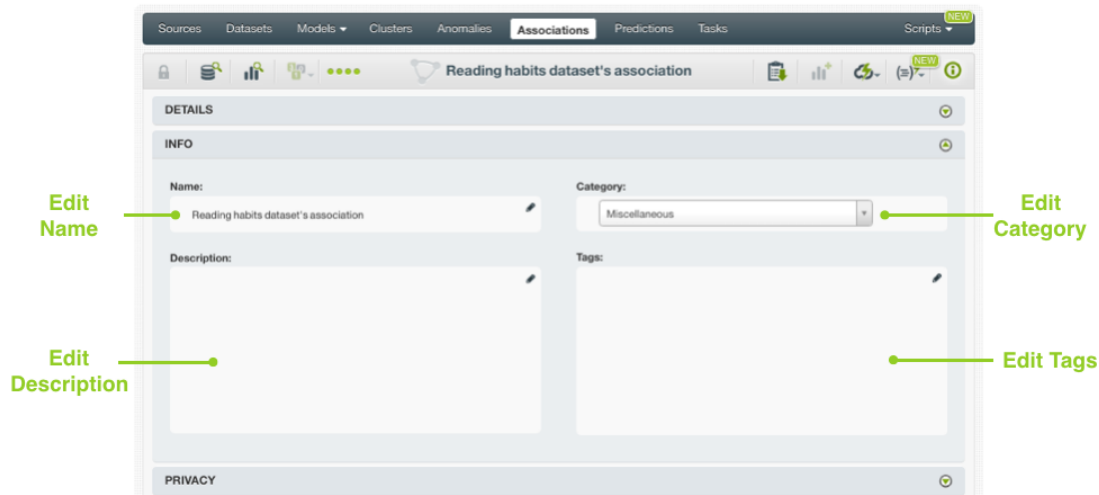 Sources Datasets Models Clusters Anomalies Associations Predictions Tasks Scripts NEW
Reading habits dataset's association NEW
DETAILS
INFO
Name: Category:
Edit Name
Reading habits dataset's association
Miscellaneous
Edit Category
Description: Tags:
Edit Description
Edit Tags
PRIVACY